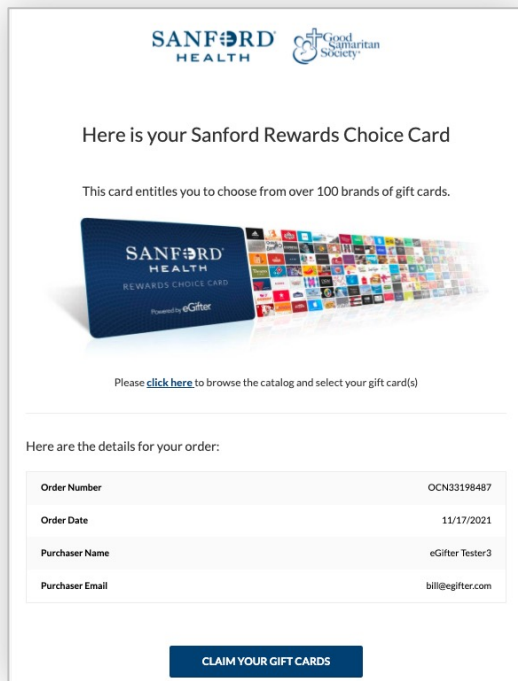 SANFORD
HEALTH
Good
Samaritan
Society
Here is your Sanford Rewards Choice Card
This card entitles you to choose from over 100 brands of gift cards.
SANFORD
HEALTH
REWARDS CHOICE CARD
Powered by eGifter
Please click here to browse the catalog and select your gift card(s)
Here are the details for your order:
Order Number OCN33198487
Order Date 11/17/2021
Purchaser Name eGifter Tester3
Purchaser Email bill@egifter.com
CLAIM YOUR GIFT CARDS